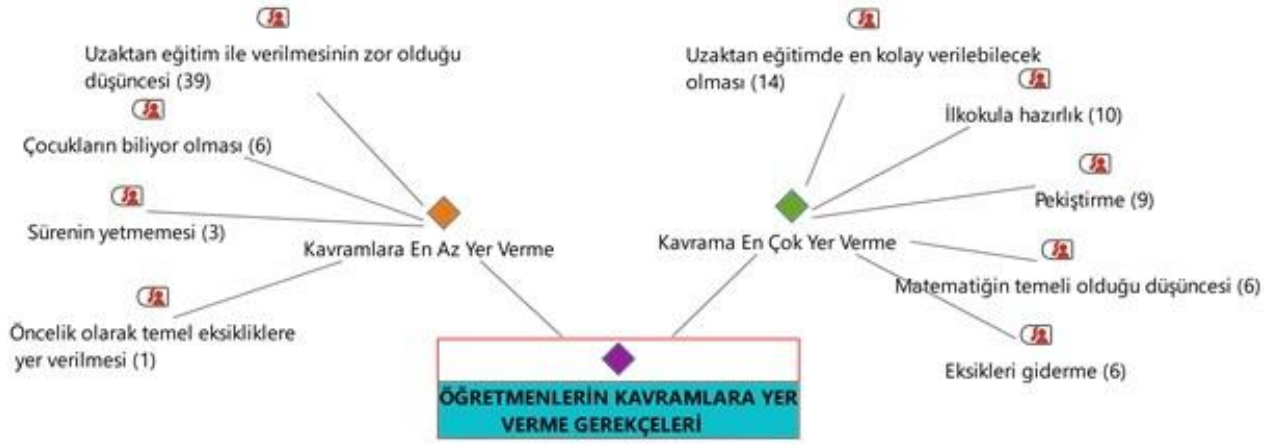 Uzaktan eğitim ile verilmesinin zor olduğu
düşüncesi (39)
Çocukların biliyor olması (6)
Sürenin yetmemesi (3)
Kavramlara En Az Yer Verme
Öncelik olarak temel eksikliklere
yer verilmesi (1)
Uzaktan eğitimde en kolay verilebilecek
olması (14)
İlkokula hazırlık (10)
Pekiştirme (9)
Kavrama En Çok Yer Verme
Matematiğin temeli olduğu düşüncesi (6)
Eksikleri giderme (6)
ÖĞRETMENLERİN KAVRAMLARA YER
VERME GEREKÇELERİ